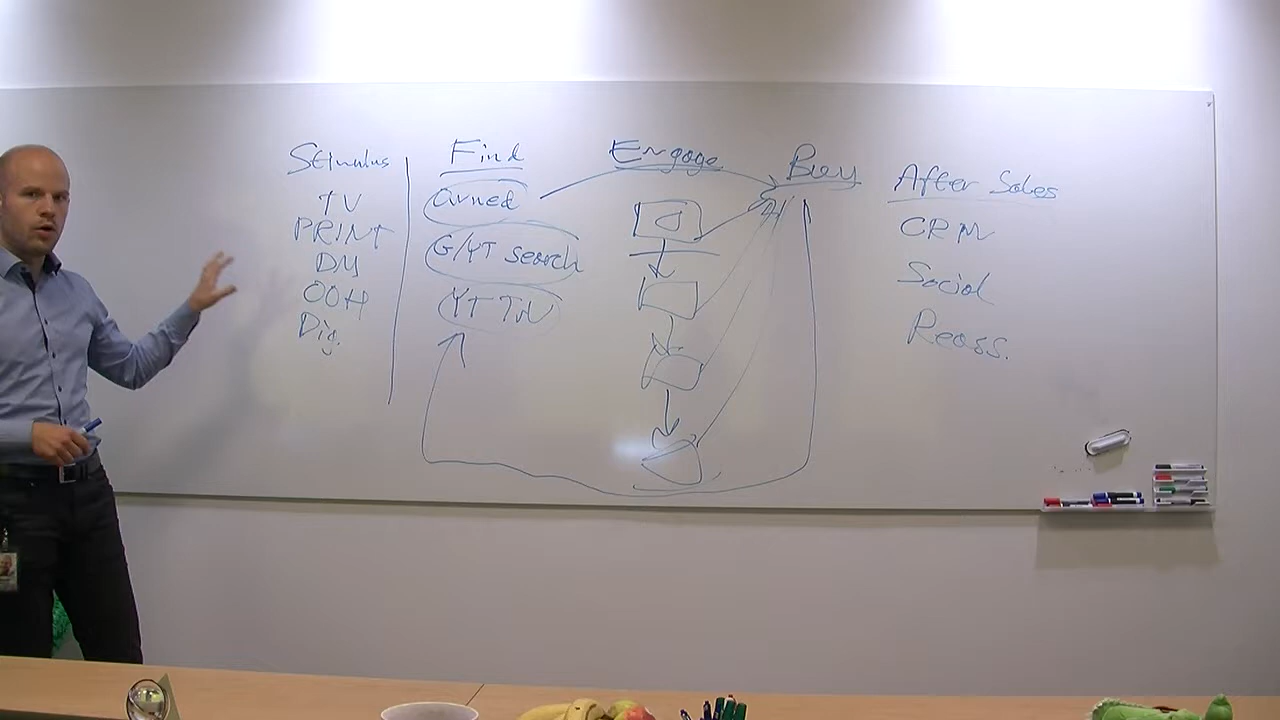 Stimulus
TV
PRINT
DM
OOH
Dig.
Find
Owned
G/YT search
YT TrV
Engage
Buy
After Sales
CRM
Social
Reass.